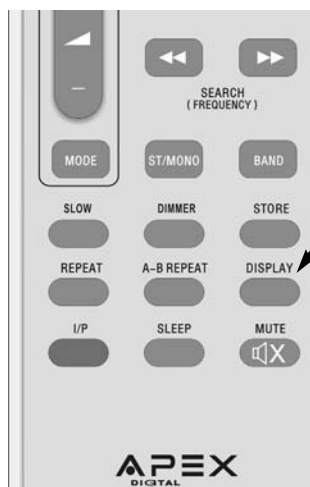 SEARCH
( FREQUENCY )
MODE
ST/MONO
BAND
SLOW
DIMMER
STORE
REPEAT
A-B REPEAT
DISPLAY
I/P
SLEEP
MUTE
APEX
DIGITAL